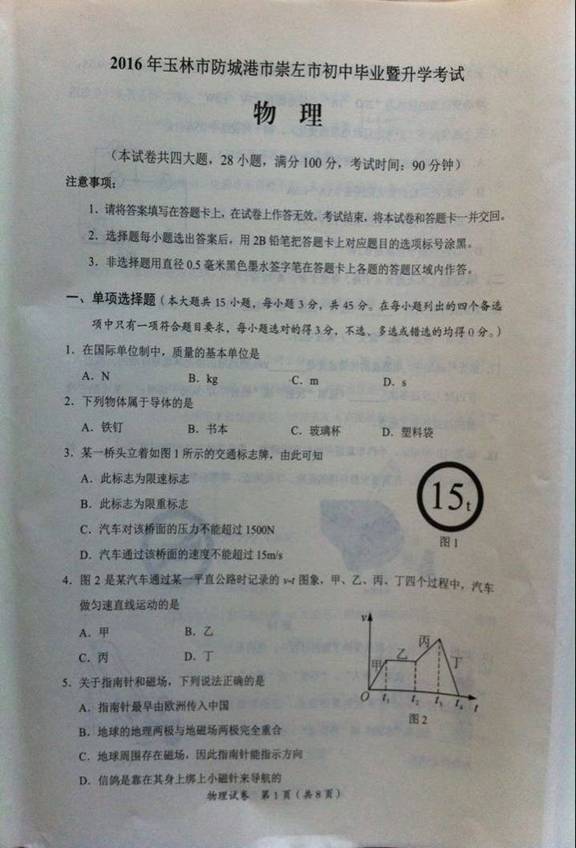 2016年玉林市防城港市崇左市初中毕业暨升学考试
物 理
（本试卷共四大题，28小题，满分100分，考试时间：90分钟）
注意事项：
1．请将答案填写在答题卡上，在试卷上作答无效。考试结束，将本试卷和答题卡一并交回。
2．选择题每小题选出答案后，用2B铅笔把答题卡上对应题目的选项标号涂黑。
3．非选择题用直径0.5毫米黑色墨水签字笔在答题卡上各题的答题区域内作答。
一、单项选择题（本大题共15小题，每小题3分，共45分。在每小题列出的四个备选
项中只有一项符合题目要求，每小题选对的得3分，不选、多选或错选的均得0分。）
1．在国际单位制中，质量的基本单位是
A．N B．kg C．m D．s
2．下列物体属于导体的是
A．铁钉 B．书本 C．玻璃杯 D．塑料袋
3．某一桥头立着如图1所示的交通标志牌，由此可知
A．此标志为限速标志
B．此标志为限重标志
C．汽车对该桥面的压力不能超过1500N
D．汽车通过该桥面的速度不能超过15m/s
15t
图1
4．图2是某汽车通过某一平直公路时记录的v-t图象，甲、乙、丙、丁四个过程中，汽车
做匀速直线运动的是
A．甲 B．乙
C．丙 D．丁
v
甲 乙 丙 丁
O t1 t2 t3 t4 t
图2
5．关于指南针和磁场，下列说法正确的是
A．指南针最早由欧洲传入中国
B．地球的地理两极与地磁场两极完全重合
C．地球周围存在磁场，因此指南针能指示方向
D．信鸽是靠在其身上绑上小磁针来导航的
物理试卷 第1页（共8页）